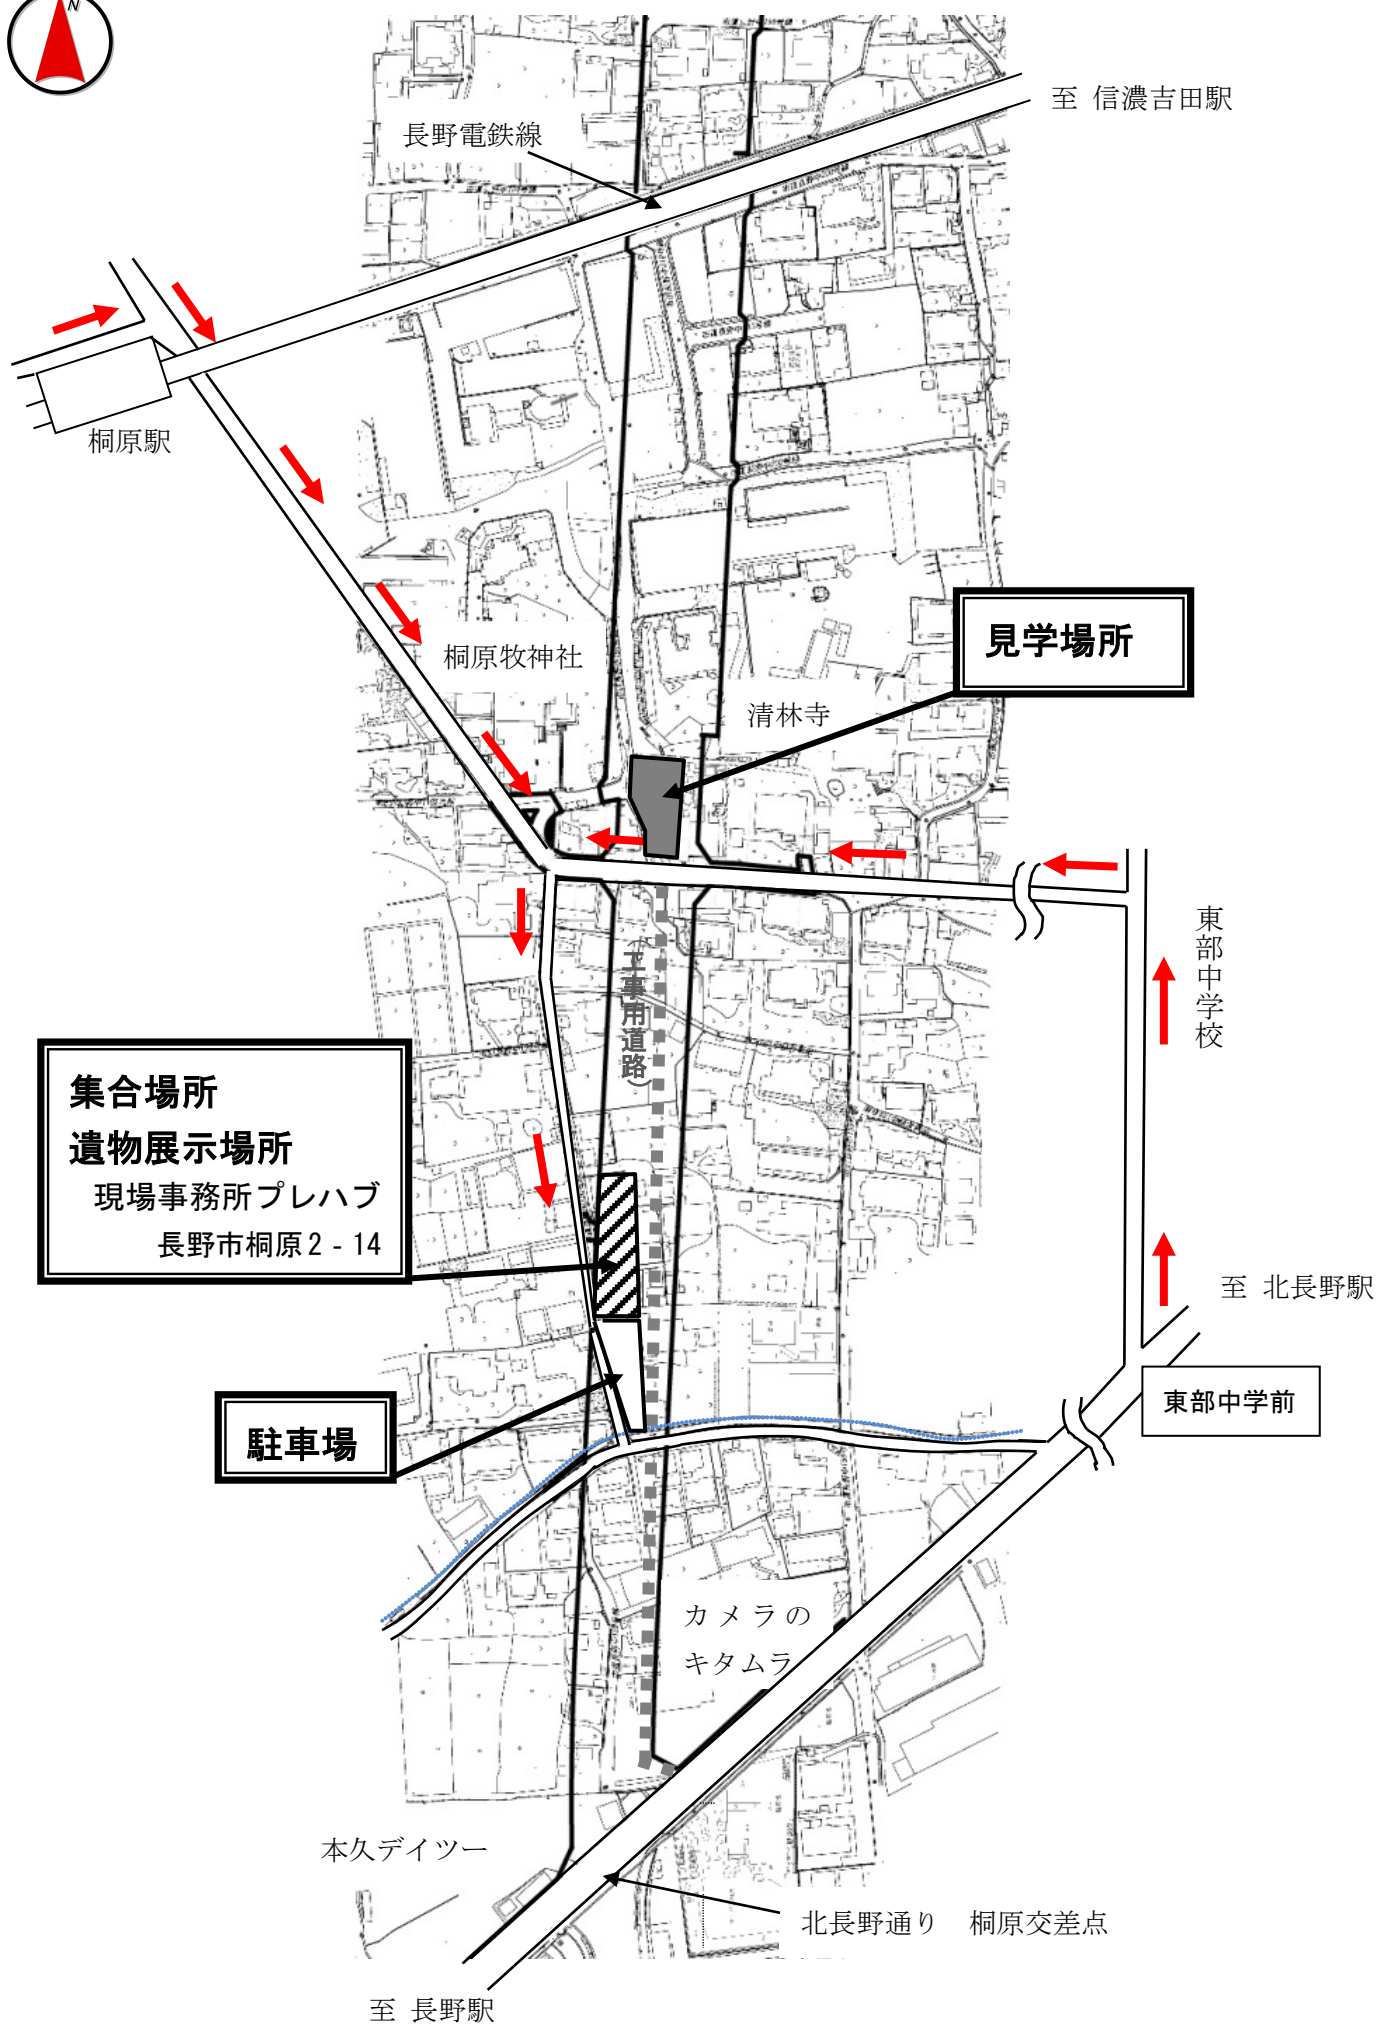 N
至 信濃吉田駅
長野電鉄線
桐原駅
見学場所
桐原牧神社
清林寺
東部中学校
(工事用道路)
集合場所
遺物展示場所
現場事務所プレハブ
長野市桐原2‐14
至 北長野駅
東部中学前
駐車場
カメラの
キタムラ
本久デイツー
北長野通り 桐原交差点
至 長野駅